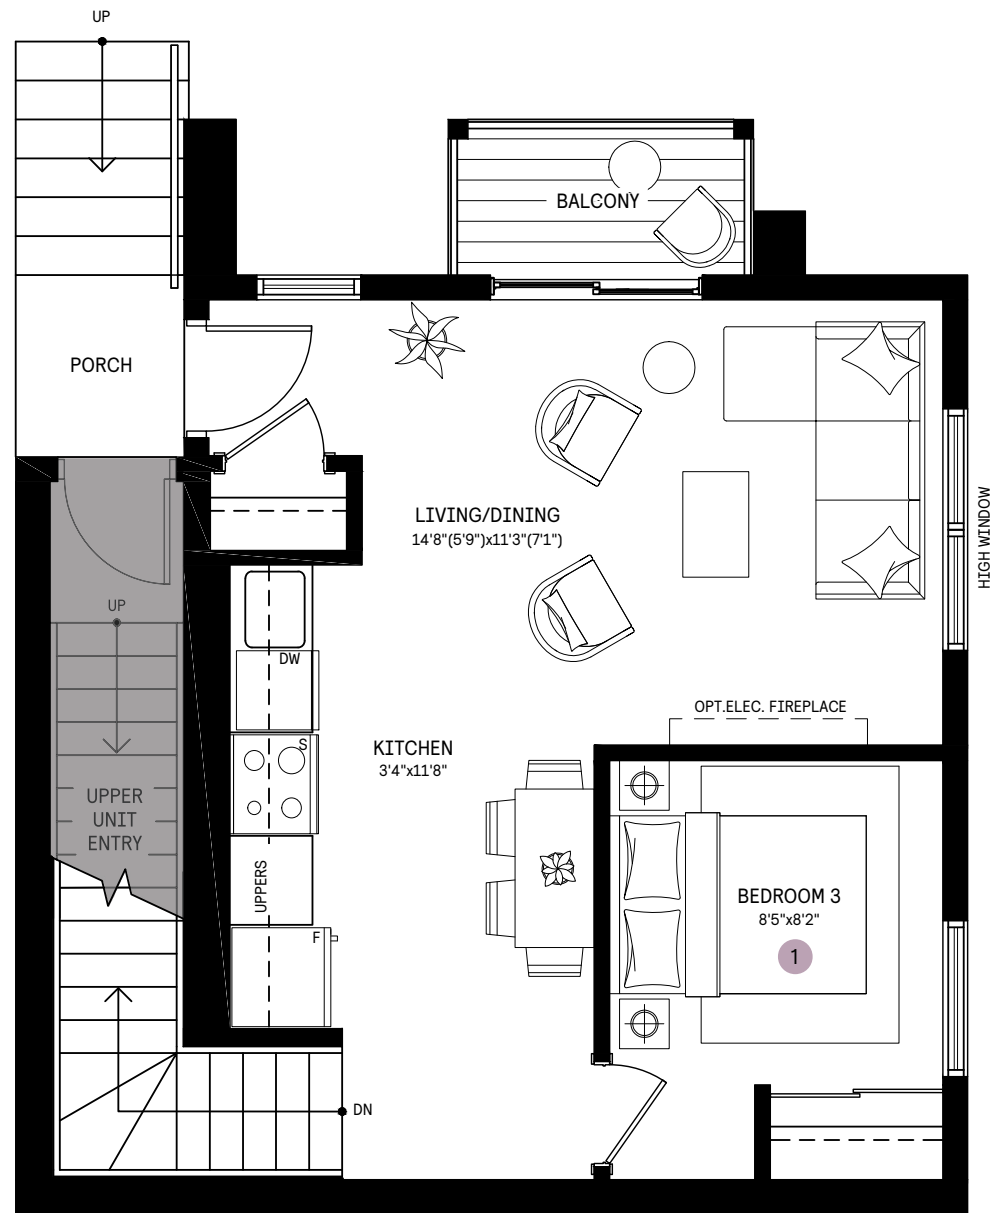 UP
BALCONY
PORCH
HIGH WINDOW
LIVING/DINING
14'8"(5'9")x11'3"(7'1")
UP
DW
OPT.ELEC. FIREPLACE
S
KITCHEN
3'4"x11'8"
UPPER
UNIT
ENTRY
UPPERS
BEDROOM 3
8'5"x8'2"
F
1
DN